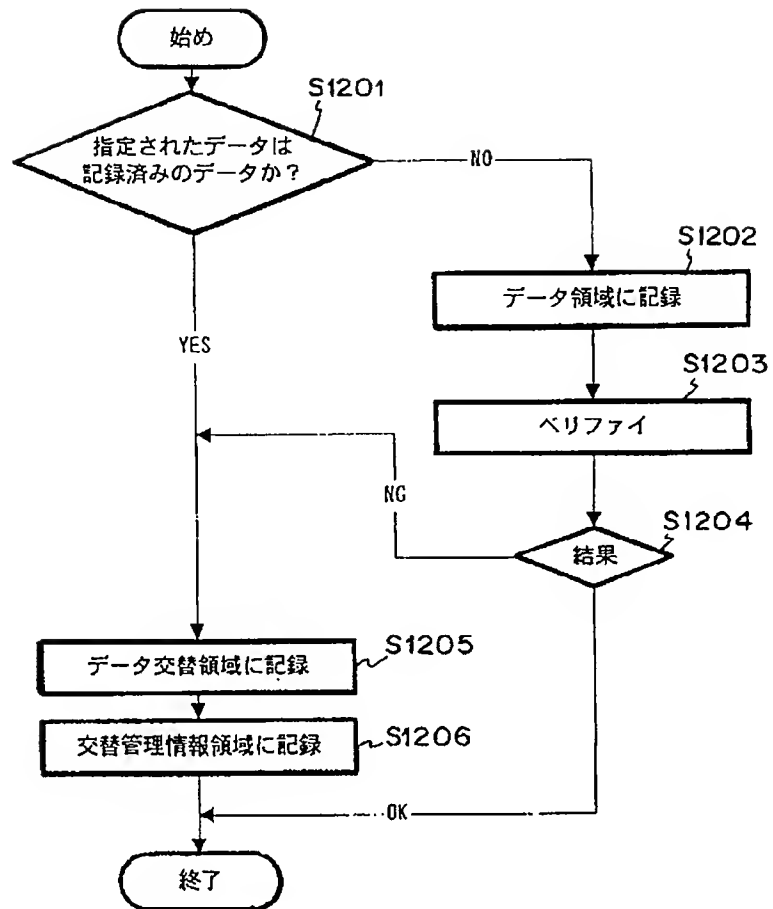 始め
S1201
指定されたデータは
記録済みのデータか？
NO
S1202
データ領域に記録
YES
S1203
ベリファイ
NG
S1204
結果
データ交替領域に記録
S1205
交替管理情報領域に記録
S1206
OK
終了